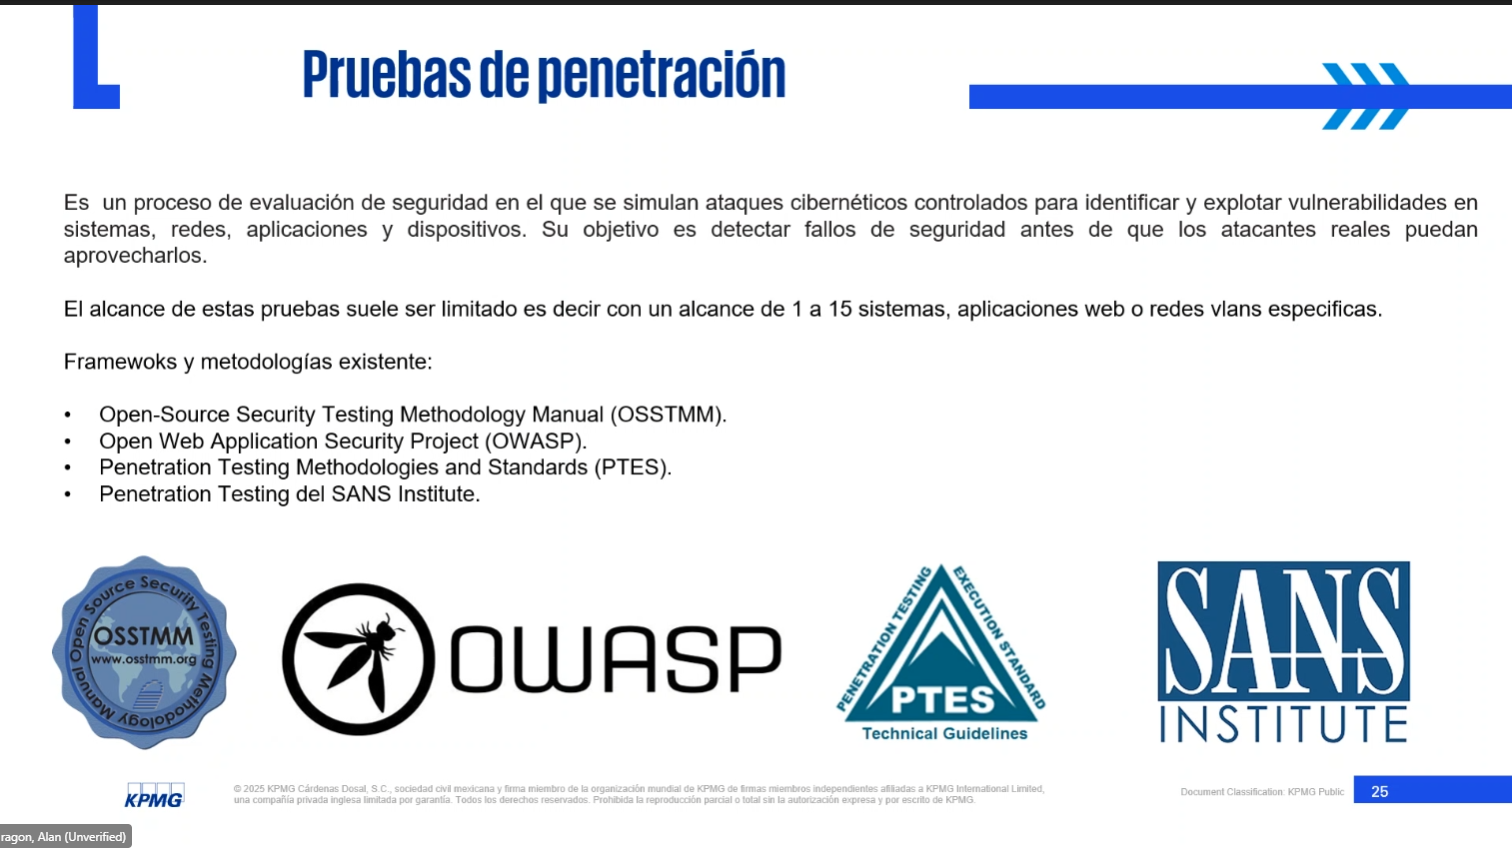 Pruebas de penetración
Es un proceso de evaluación de seguridad en el que se simulan ataques cibernéticos controlados para identificar y explotar vulnerabilidades en
sistemas, redes, aplicaciones y dispositivos. Su objetivo es detectar fallos de seguridad antes de que los atacantes reales puedan
aprovecharlos.
El alcance de estas pruebas suele ser limitado es decir con un alcance de 1 a 15 sistemas, aplicaciones web o redes vlans especificas.
Framewoks y metodologías existente:
• Open-Source Security Testing Methodology Manual (OSSTMM).
• Open Web Application Security Project (OWASP).
• Penetration Testing Methodologies and Standards (PTES).
• Penetration Testing del SANS Institute.
Open Source Security Testing Methodology Manual
OSSTMM
www.osstmm.org
OWASP
PENETRATION TESTING
EXECUTION STANDARD
PTES
Technical Guidelines
SANS
INSTITUTE
KPMG
© 2025 KPMG Cárdenas Dosal, S.C., sociedad civil mexicana y firma miembro de la organización mundial de KPMG de firmas miembros independientes afiliadas a KPMG International Limited,
una compañía privada inglesa limitada por garantía. Todos los derechos reservados. Prohibida la reproducción parcial o total sin la autorización expresa y por escrito de KPMG.
Document Classification: KPMG Public
25
ragon, Alan (Unverified)